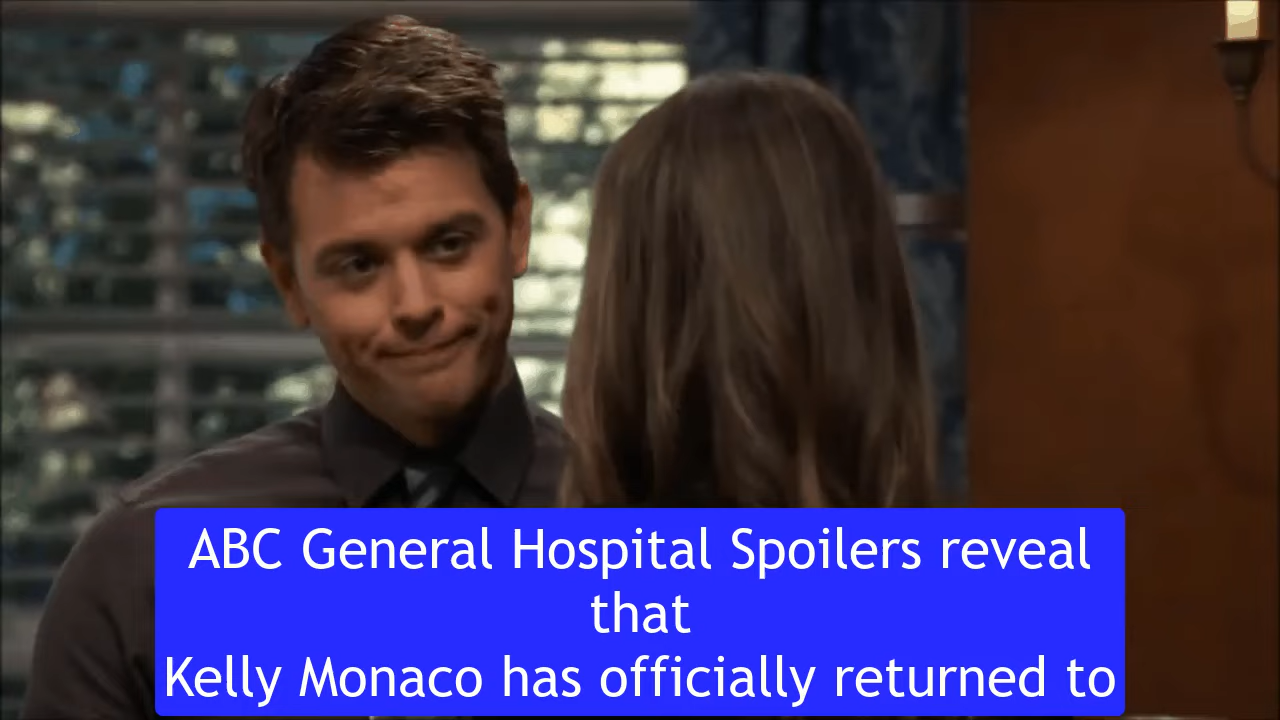 ABC General Hospital Spoilers reveal
that
Kelly Monaco has officially returned to